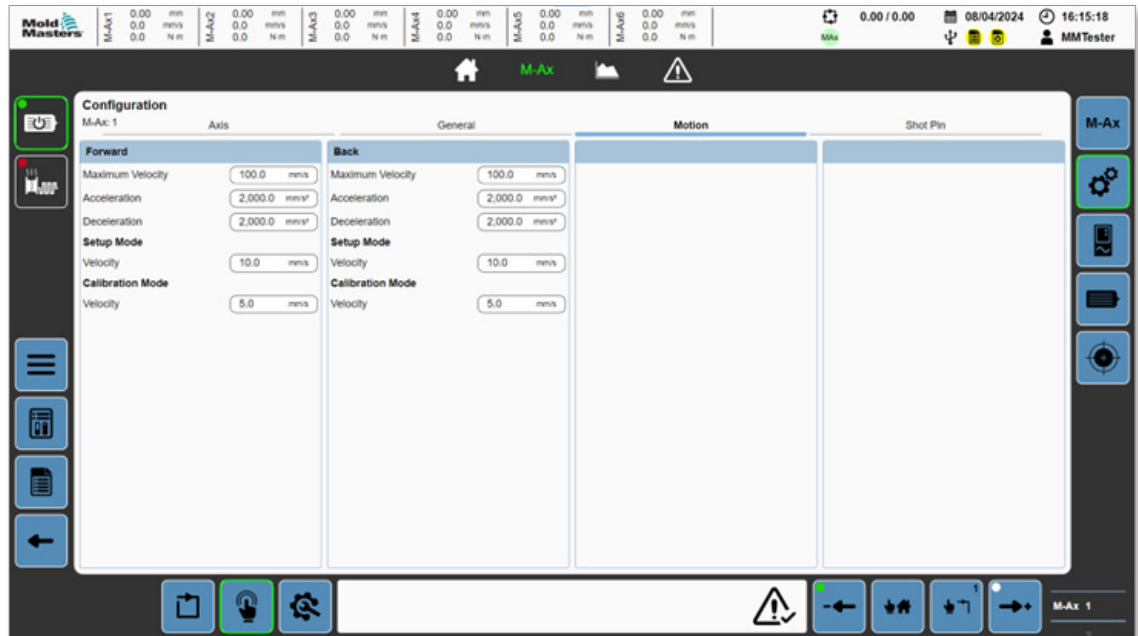 Mold
Masters
M-Ax1 0.00 mm
0.0 mm/s
0.0 N·m
M-Ax2 0.00 mm
0.0 mm/s
0.0 N·m
M-Ax3 0.00 mm
0.0 mm/s
0.0 N·m
M-Ax4 0.00 mm
0.0 mm/s
0.0 N·m
M-Ax5 0.00 mm
0.0 mm/s
0.0 N·m
M-Ax6 0.00 mm
0.0 mm/s
0.0 N·m
0.00 / 0.00 08/04/2024 16:15:18
MAx MMTester
M-Ax
Configuration
M-Ax: 1 Axis General Motion Shot Pin
M-Ax
Forward Back
Maximum Velocity 100.0 mm/s Maximum Velocity 100.0 mm/s
Acceleration 2,000.0 mm/s² Acceleration 2,000.0 mm/s²
Deceleration 2,000.0 mm/s² Deceleration 2,000.0 mm/s²
Setup Mode Setup Mode
Velocity 10.0 mm/s Velocity 10.0 mm/s
Calibration Mode Calibration Mode
Velocity 5.0 mm/s Velocity 5.0 mm/s
1
M-Ax 1